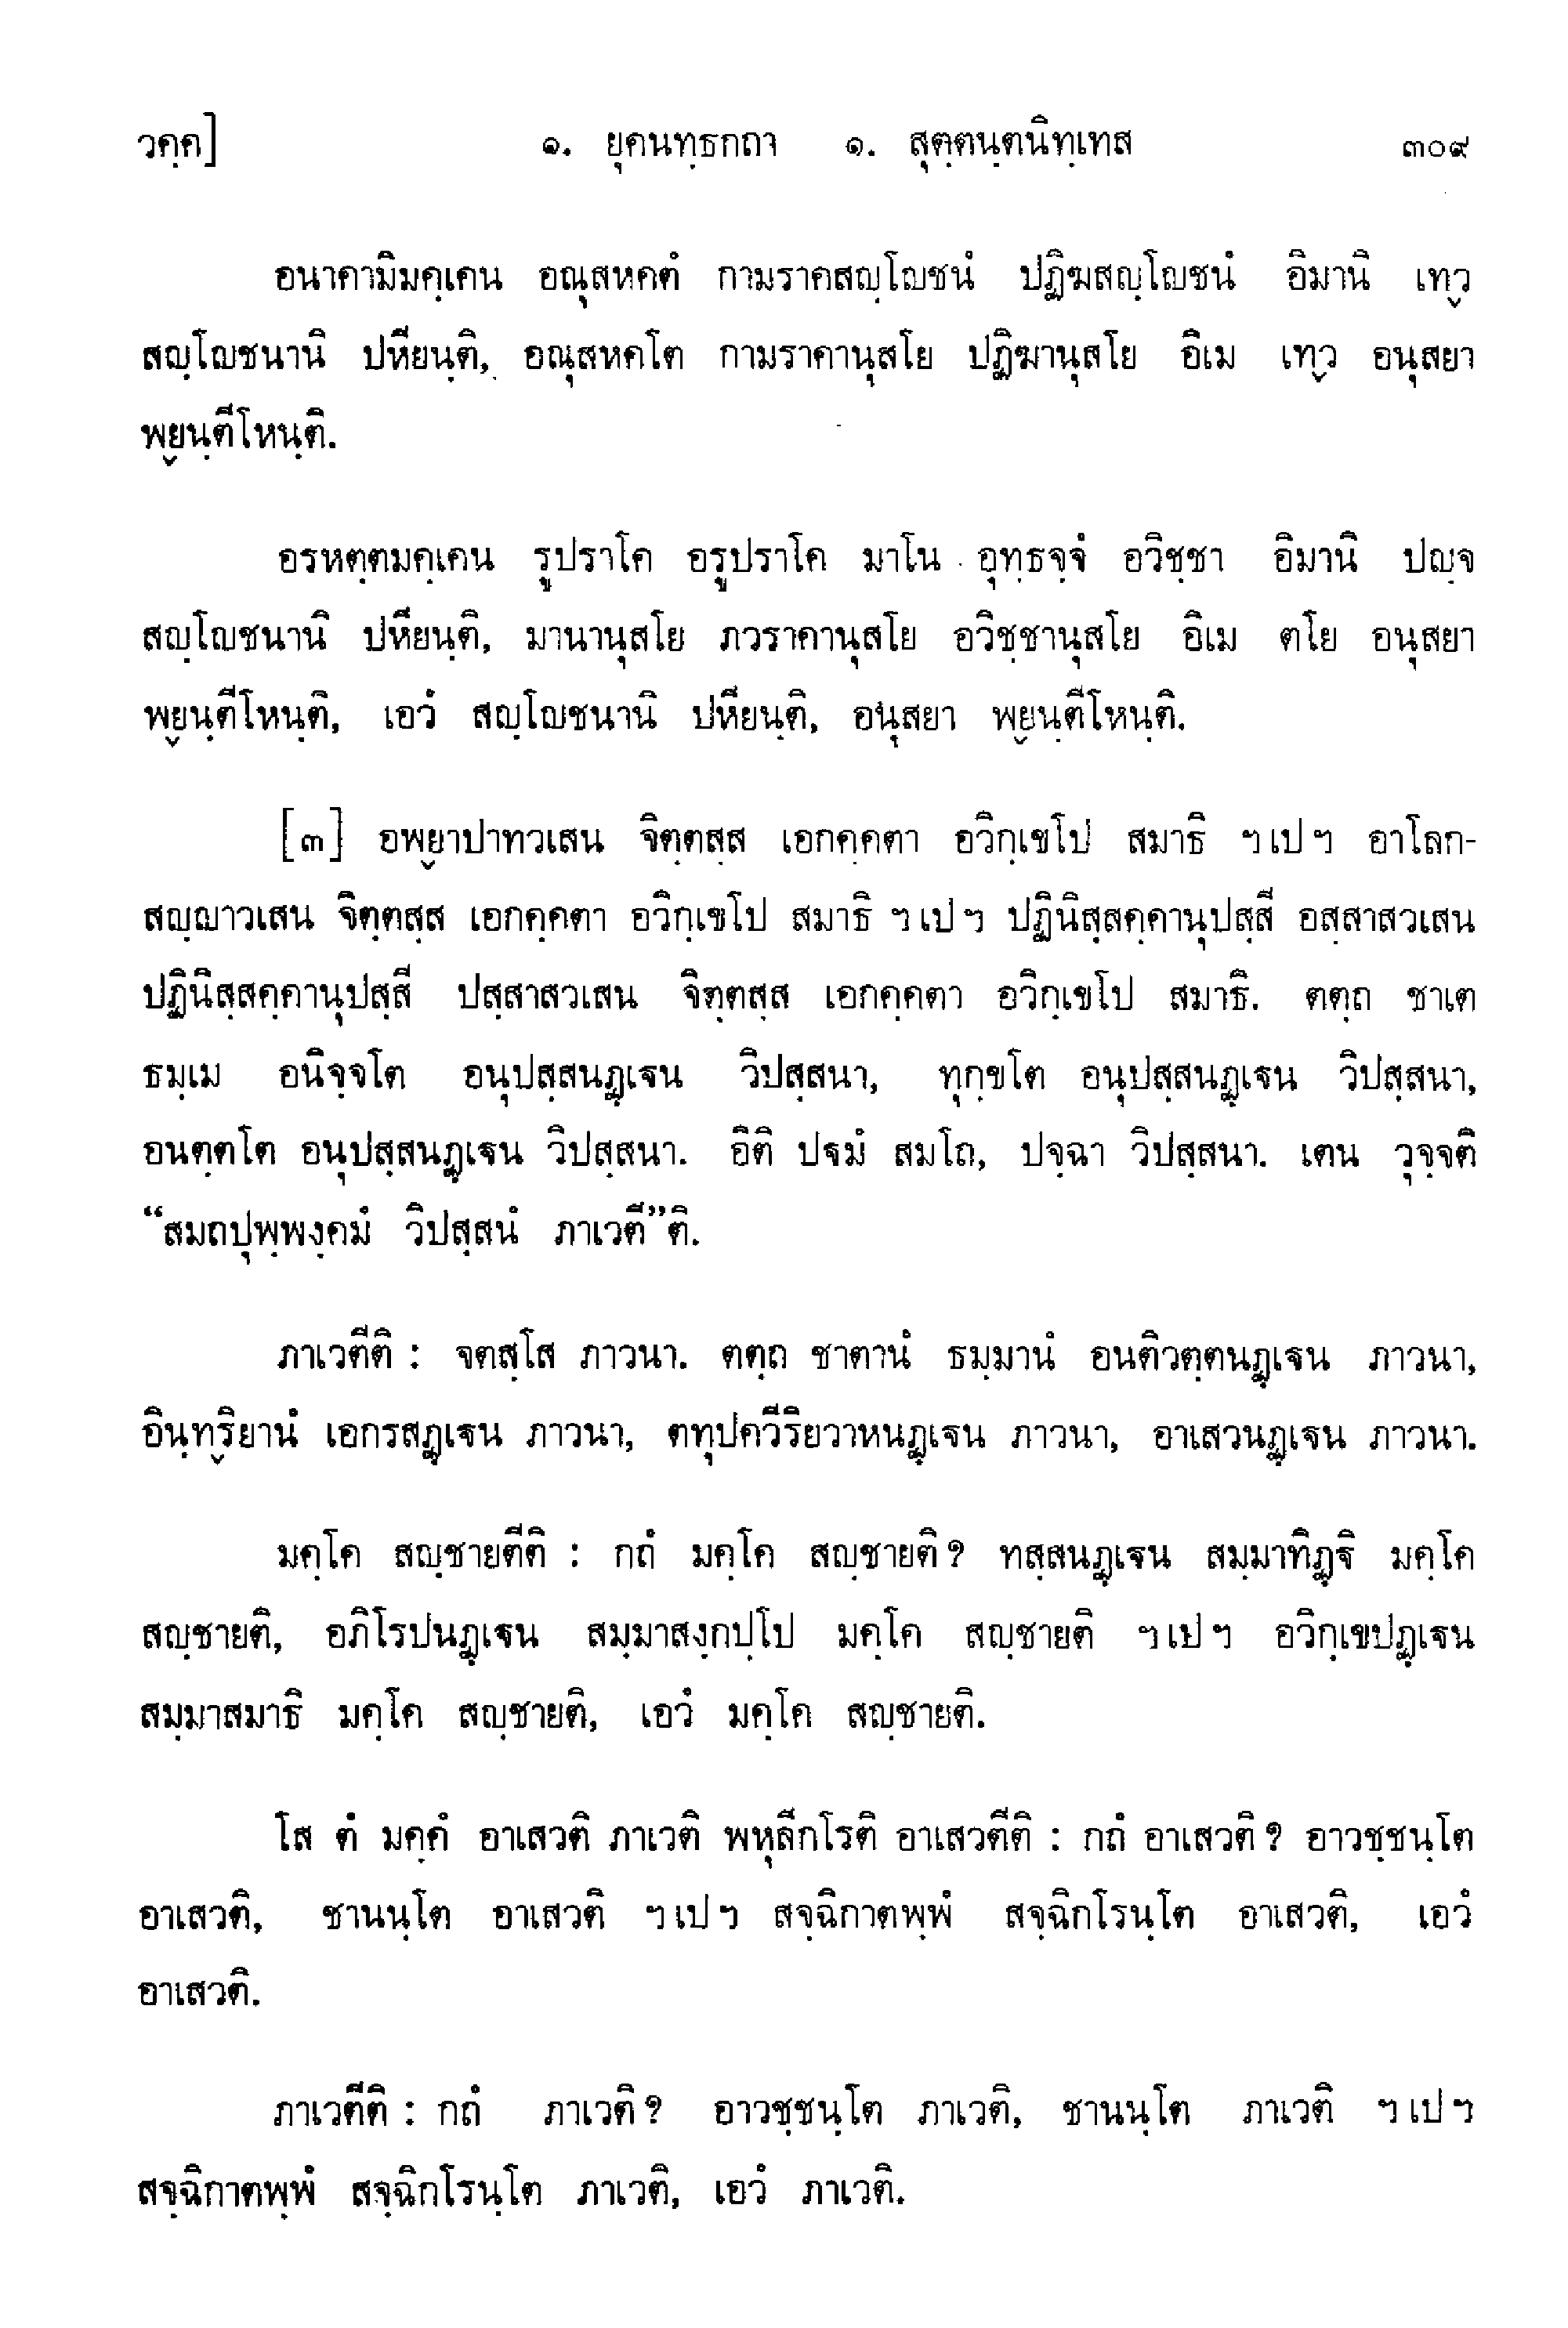 วคฺค] ๑. ยุคนทฺธกถา ๑. สุตฺตนฺตนิทฺเทส ๓๐๙
อนาคามิมคฺเคน อณุสหคตํ กามราคสญฺโญชนํ ปฏิฆสญฺโญชนํ อิมานิ เทฺว
สญฺโญชนานิ ปหียนฺติ, อณุสหคโต กามราคานุสโย ปฏิฆานุสโย อิเม เทฺว อนุสยา
พฺยนฺตีโหนฺติ.
อรหตฺตมคฺเคน รูปราโค อรูปราโค มาโน อุทฺธจฺจํ อวิชฺชา อิมานิ ปญฺจ
สญฺโญชนานิ ปหียนฺติ, มานานุสโย ภวราคานุสโย อวิชฺชานุสโย อิเม ตโย อนุสยา
พฺยนฺตีโหนฺติ, เอวํ สญฺโญชนานิ ปหียนฺติ, อนุสยา พฺยนฺตีโหนฺติ.
[๓] อพฺยาปาทวเสน จิตฺตสฺส เอกคฺคตา อวิกฺเขโป สมาธิ ฯเปฯ อาโลก-
สญฺญาวเสน จิตฺตสฺส เอกคฺคตา อวิกฺเขโป สมาธิ ฯเปฯ ปฏินิสฺสคฺคานุปสฺสี อสฺสาสวเสน
ปฏินิสฺสคฺคานุปสฺสี ปสฺสาสวเสน จิตฺตสฺส เอกคฺคตา อวิกฺเขโป สมาธิ. ตตฺถ ชาเต
ธมฺเม อนิจฺจโต อนุปสฺสนฏฺเฐน วิปสฺสนา, ทุกฺขโต อนุปสฺสนฏฺเฐน วิปสฺสนา,
อนตฺตโต อนุปสฺสนฏฺเฐน วิปสฺสนา. อิติ ปฐมํ สมโถ, ปจฺฉา วิปสฺสนา. เตน วุจฺจติ
“สมถปุพฺพงฺคมํ วิปสฺสนํ ภาเวตี”ติ.
ภาเวตีติ : จตสฺโส ภาวนา. ตตฺถ ชาตานํ ธมฺมานํ อนติวตฺตนฏฺเฐน ภาวนา,
อินฺทฺริยานํ เอกรสฏฺเฐน ภาวนา, ตทุปควีริยวาหนฏฺเฐน ภาวนา, อาเสวนฏฺเฐน ภาวนา.
มคฺโค สญฺชายตีติ : กถํ มคฺโค สญฺชายติ? ทสฺสนฏฺเฐน สมฺมาทิฏฺฐิ มคฺโค
สญฺชายติ, อภิโรปนฏฺเฐน สมฺมาสงฺกปฺโป มคฺโค สญฺชายติ ฯเปฯ อวิกฺเขปฏฺเฐน
สมฺมาสมาธิ มคฺโค สญฺชายติ, เอวํ มคฺโค สญฺชายติ.
โส ตํ มคฺคํ อาเสวติ ภาเวติ พหุลีกโรติ อาเสวตีติ : กถํ อาเสวติ? อาวชฺชนฺโต
อาเสวติ, ชานนฺโต อาเสวติ ฯเปฯ สจฺฉิกาตพฺพํ สจฺฉิกโรนฺโต อาเสวติ, เอวํ
อาเสวติ.
ภาเวตีติ : กถํ ภาเวติ? อาวชฺชนฺโต ภาเวติ, ชานนฺโต ภาเวติ ฯเปฯ
สจฺฉิกาตพฺพํ สจฺฉิกโรนฺโต ภาเวติ, เอวํ ภาเวติ.